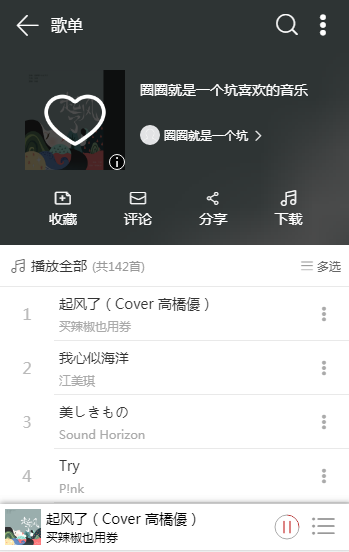 歌单
圈圈就是一个坑喜欢的音乐
圈圈就是一个坑
收藏 评论 分享 下载
播放全部 (共142首) 多选
1 起风了 ( Cover 高橋優 )
买辣椒也用券
2 我心似海洋
江美琪
3 美しきもの
Sound Horizon
4 Try
P!nk
起风了 ( Cover 高橋優 )
买辣椒也用券